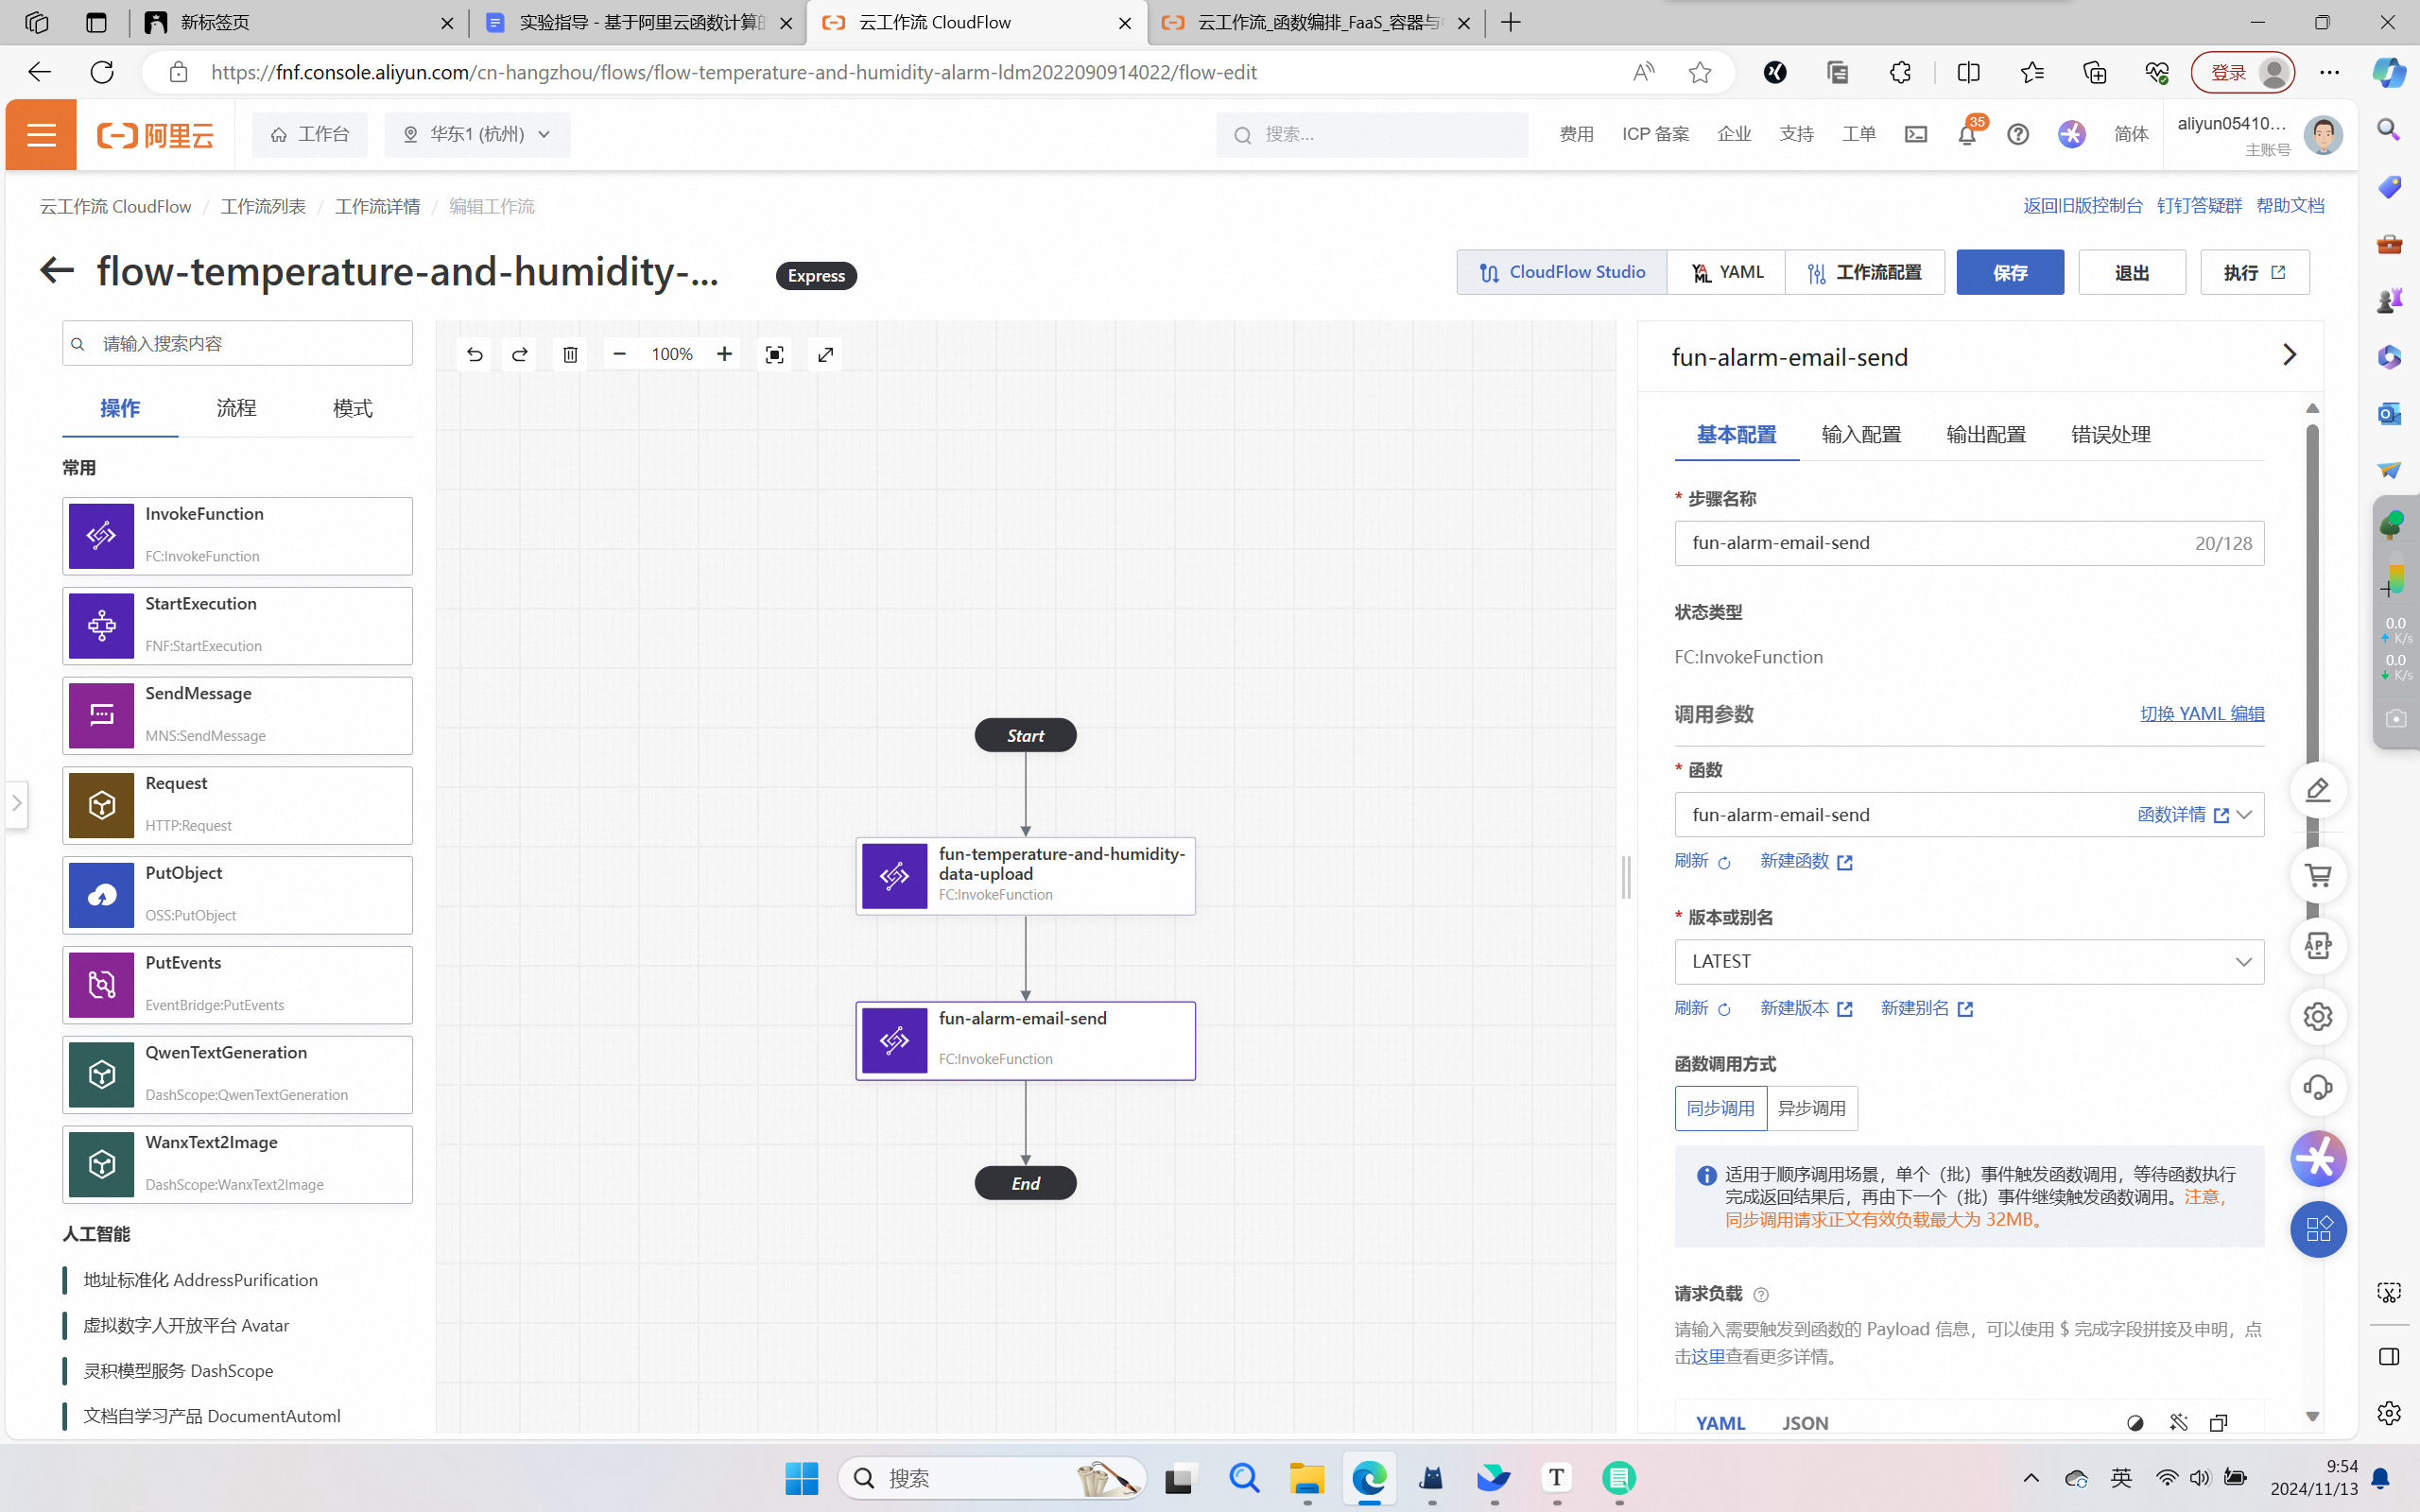 新标签页
实验指导 - 基于阿里云函数计算的
云工作流 CloudFlow
云工作流_函数编排_FaaS_容器与
https://fnf.console.aliyun.com/cn-hangzhou/flows/flow-temperature-and-humidity-alarm-ldm2022090914022/flow-edit
登录
阿里云
工作台
华东1 (杭州)
搜索...
费用
ICP 备案
企业
支持
工单
35
简体
aliyun05410...
主账号
云工作流 CloudFlow / 工作流列表 / 工作流详情 / 编辑工作流
返回旧版控制台 钉钉答疑群 帮助文档
flow-temperature-and-humidity-...
Express
CloudFlow Studio
YAML
工作流配置
保存
退出
执行
请输入搜索内容
操作
流程
模式
常用
InvokeFunction
FC:InvokeFunction
StartExecution
FNF:StartExecution
SendMessage
MNS:SendMessage
Request
HTTP:Request
PutObject
OSS:PutObject
PutEvents
EventBridge:PutEvents
QwenTextGeneration
DashScope:QwenTextGeneration
WanxText2Image
DashScope:WanxText2Image
人工智能
地址标准化 AddressPurification
虚拟数字人开放平台 Avatar
灵积模型服务 DashScope
文档自学习产品 DocumentAutoml
100%
Start
fun-temperature-and-humidity-
data-upload
FC:InvokeFunction
fun-alarm-email-send
FC:InvokeFunction
End
fun-alarm-email-send
基本配置
输入配置
输出配置
错误处理
* 步骤名称
fun-alarm-email-send
20/128
状态类型
FC:InvokeFunction
调用参数
切换 YAML 编辑
* 函数
fun-alarm-email-send
函数详情
刷新
新建函数
* 版本或别名
LATEST
刷新
新建版本
新建别名
函数调用方式
同步调用
异步调用
适用于顺序调用场景，单个（批）事件触发函数调用，等待函数执行
完成返回结果后，再由下一个（批）事件继续触发函数调用。注意，
同步调用请求正文有效负载最大为 32MB。
请求负载
请输入需要触发到函数的 Payload 信息，可以使用 $ 完成字段拼接及申明，点
击这里查看更多详情。
YAML
JSON
APP
0.0
K/s
0.0
K/s
搜索
T
英
9:54
2024/11/13